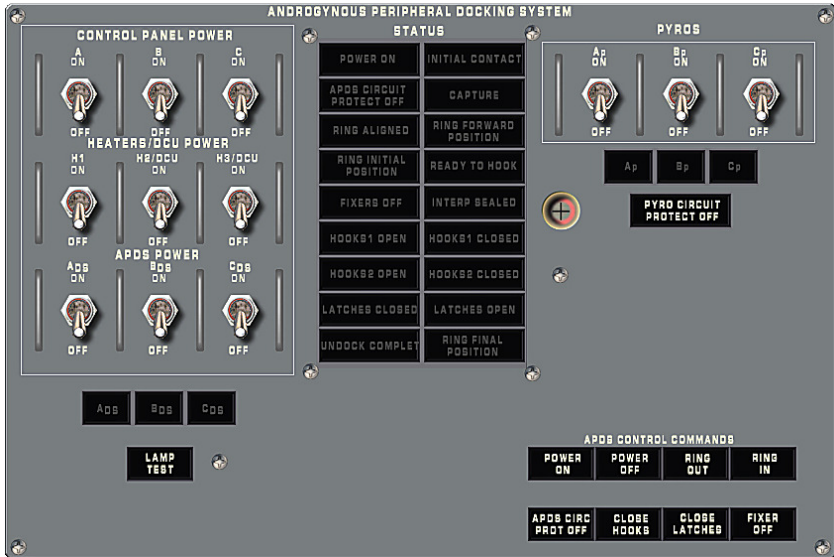 ANDROGYNOUS PERIPHERAL DOCKING SYSTEM
CONTROL PANEL POWER
A
ON
B
ON
C
ON
OFF
OFF
OFF
HEATERS/DCU POWER
H1
ON
H2/DCU
ON
H3/DCU
ON
OFF
OFF
OFF
APDS POWER
ADS
ON
BDS
ON
CDS
ON
OFF
OFF
OFF
ADS
BDS
CDS
LAMP
TEST
STATUS
POWER ON
INITIAL CONTACT
APDS CIRCUIT
PROTECT OFF
CAPTURE
RING ALIGNED
RING FORWARD
POSITION
RING INITIAL
POSITION
READY TO HOOK
FIXERS OFF
INTERP SEALED
HOOKS1 OPEN
HOOKS1 CLOSED
HOOKS2 OPEN
HOOKS2 CLOSED
LATCHES CLOSED
LATCHES OPEN
UNDOCK COMPLET
RING FINAL
POSITION
PYROS
Ap
ON
Bp
ON
Cp
ON
OFF
OFF
OFF
Ap
Bp
Cp
PYRO CIRCUIT
PROTECT OFF
APDS CONTROL COMMANDS
POWER
ON
POWER
OFF
RING
OUT
RING
IN
APDS CIRC
PROT OFF
CLOSE
HOOKS
CLOSE
LATCHES
FIXER
OFF